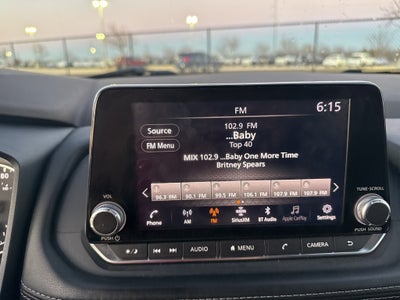 FM
6:15
102.9 FM
...Baby
Top 40
Source
FM Menu
MIX 102.9 ...Baby One More Time
Britney Spears
96.3 FM
90.1 FM
99.5 FM
106.1 FM
107.9 FM
107.9 FM
Phone
AM
FM
SiriusXM
BT Audio
Apple CarPlay
Settings
VOL
PUSH
TUNE·SCROLL
PUSH SOUND
AUDIO
MENU
CAMERA
80